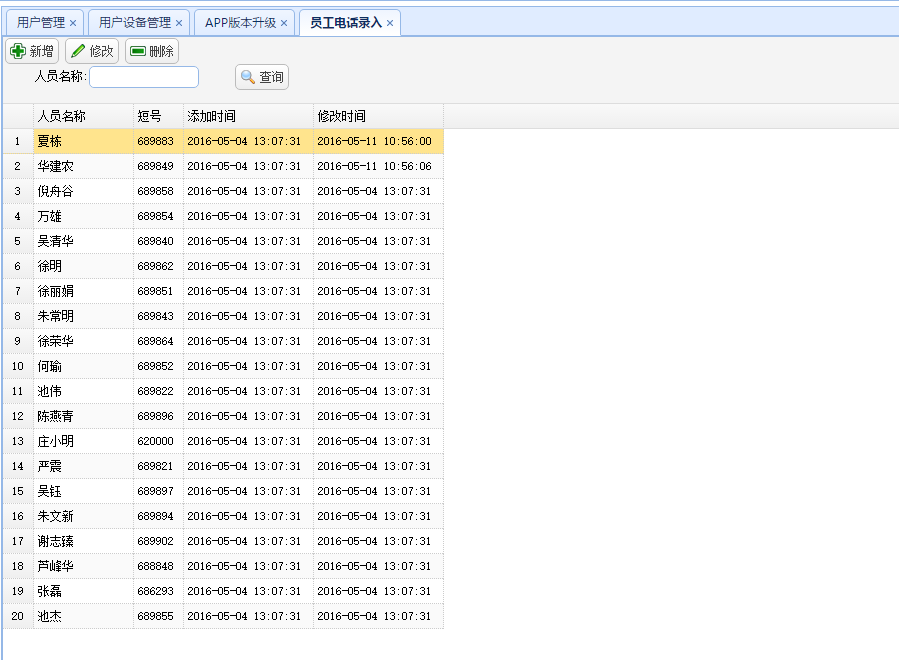 用户管理 × 用户设备管理 × APP版本升级 × 员工电话录入 ×
新增 修改 删除
人员名称: 查询
人员名称 短号 添加时间 修改时间
1 夏栋 689883 2016-05-04 13:07:31 2016-05-11 10:56:00
2 华建农 689849 2016-05-04 13:07:31 2016-05-11 10:56:06
3 倪舟谷 689858 2016-05-04 13:07:31 2016-05-04 13:07:31
4 万雄 689854 2016-05-04 13:07:31 2016-05-04 13:07:31
5 吴清华 689840 2016-05-04 13:07:31 2016-05-04 13:07:31
6 徐明 689862 2016-05-04 13:07:31 2016-05-04 13:07:31
7 徐丽娟 689851 2016-05-04 13:07:31 2016-05-04 13:07:31
8 朱常明 689843 2016-05-04 13:07:31 2016-05-04 13:07:31
9 徐荣华 689864 2016-05-04 13:07:31 2016-05-04 13:07:31
10 何瑜 689852 2016-05-04 13:07:31 2016-05-04 13:07:31
11 池伟 689822 2016-05-04 13:07:31 2016-05-04 13:07:31
12 陈燕青 689896 2016-05-04 13:07:31 2016-05-04 13:07:31
13 庄小明 620000 2016-05-04 13:07:31 2016-05-04 13:07:31
14 严震 689821 2016-05-04 13:07:31 2016-05-04 13:07:31
15 吴钰 689897 2016-05-04 13:07:31 2016-05-04 13:07:31
16 朱文新 689894 2016-05-04 13:07:31 2016-05-04 13:07:31
17 谢志臻 689902 2016-05-04 13:07:31 2016-05-04 13:07:31
18 芦峰华 688848 2016-05-04 13:07:31 2016-05-04 13:07:31
19 张磊 686293 2016-05-04 13:07:31 2016-05-04 13:07:31
20 池杰 689855 2016-05-04 13:07:31 2016-05-04 13:07:31